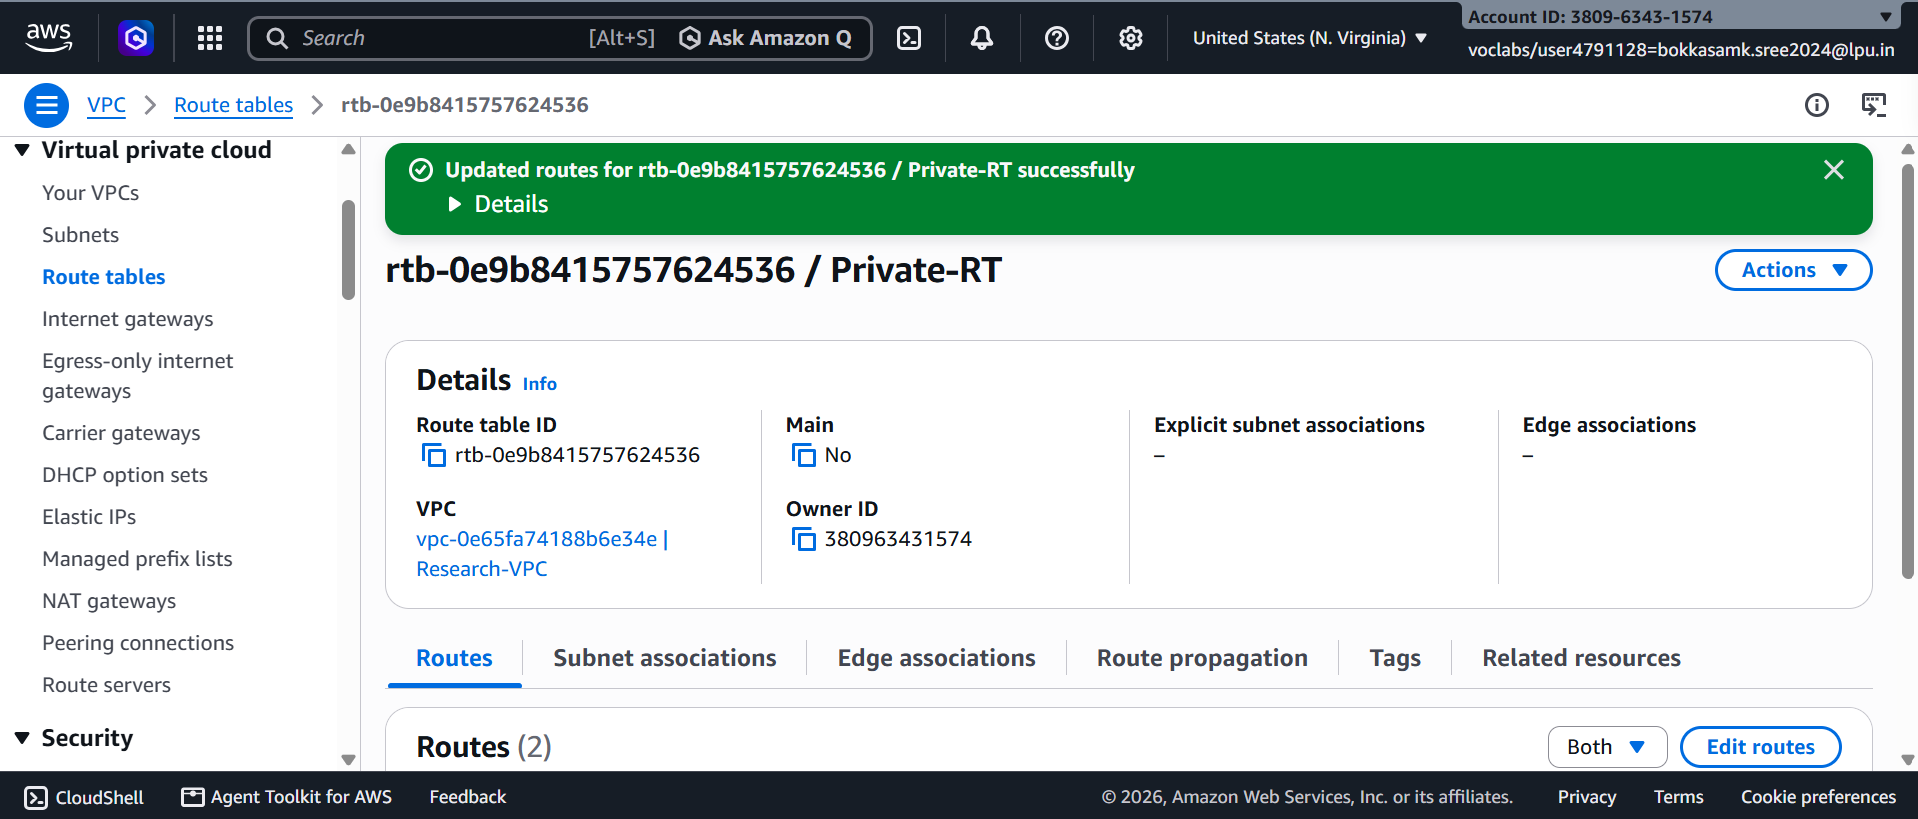 aws
Search [Alt+S] Ask Amazon Q
United States (N. Virginia)
Account ID: 3809-6343-1574
voclabs/user4791128=bokkasamk.sree2024@lpu.in
VPC
Route tables
rtb-0e9b8415757624536
Virtual private cloud
Your VPCs
Subnets
Route tables
Internet gateways
Egress-only internet
gateways
Carrier gateways
DHCP option sets
Elastic IPs
Managed prefix lists
NAT gateways
Peering connections
Route servers
Security
Updated routes for rtb-0e9b8415757624536 / Private-RT successfully
Details
rtb-0e9b8415757624536 / Private-RT
Actions
Details Info
Route table ID
rtb-0e9b8415757624536
Main
No
Explicit subnet associations
–
Edge associations
–
VPC
vpc-0e65fa74188b6e34e |
Research-VPC
Owner ID
380963431574
Routes
Subnet associations
Edge associations
Route propagation
Tags
Related resources
Routes (2)
Both
Edit routes
CloudShell
Agent Toolkit for AWS
Feedback
© 2026, Amazon Web Services, Inc. or its affiliates.
Privacy
Terms
Cookie preferences